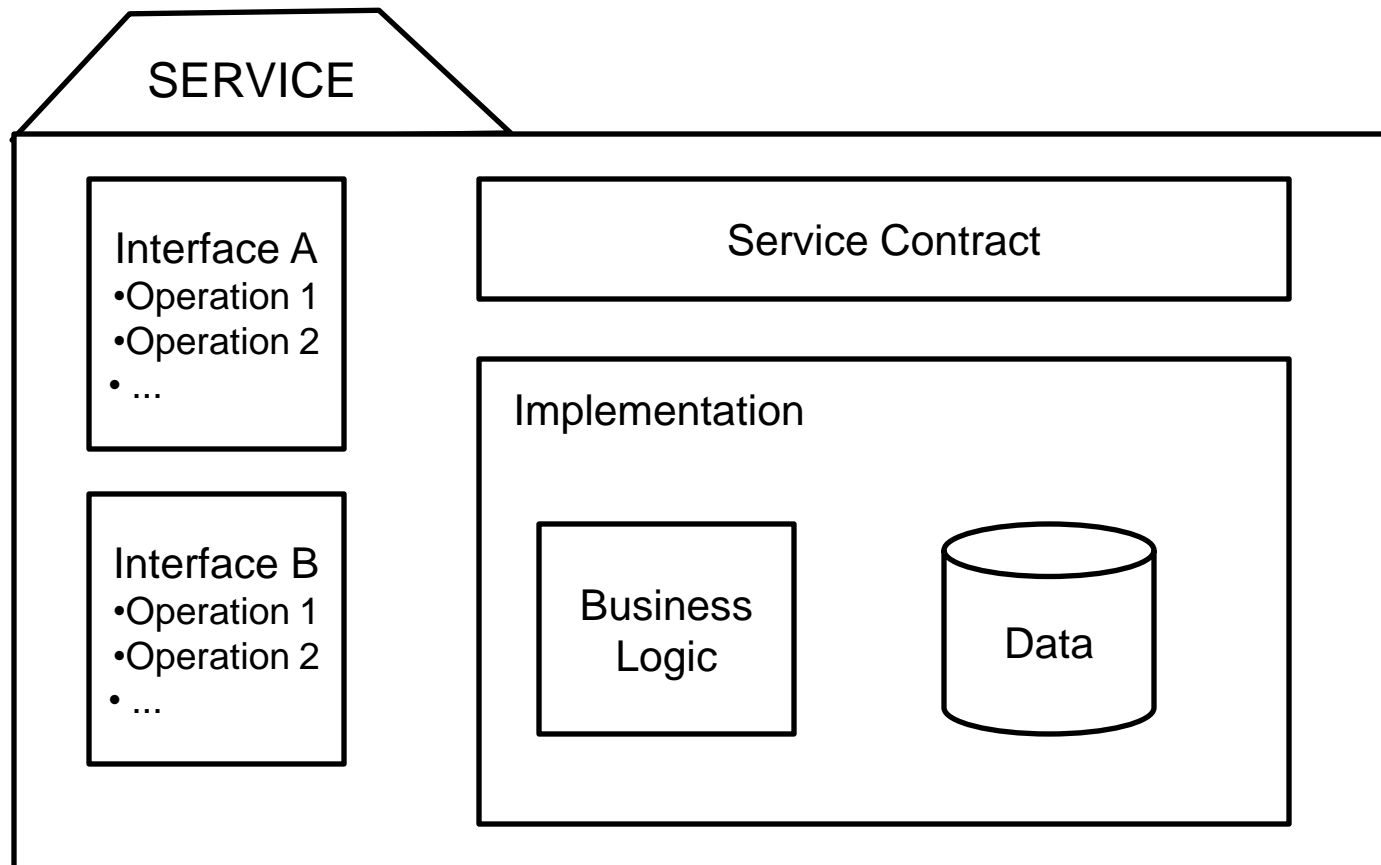 SERVICE
Interface A
•Operation 1
•Operation 2
• ...
Interface B
•Operation 1
•Operation 2
• ...
Service Contract
Implementation
Business
Logic
Data